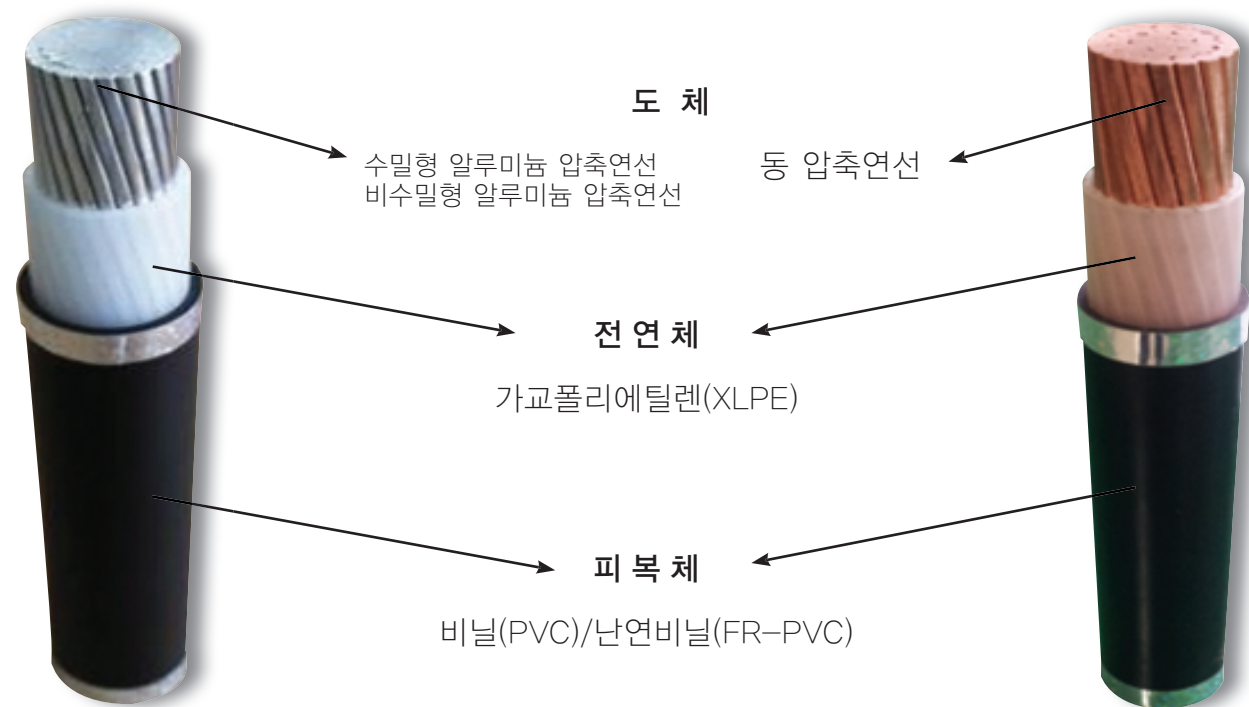 도 체
수밀형 알루미늄 압축연선
비수밀형 알루미늄 압축연선
동 압축연선
전 연 체
가교폴리에틸렌(XLPE)
피 복 체
비닐(PVC)/난연비닐(FR-PVC)